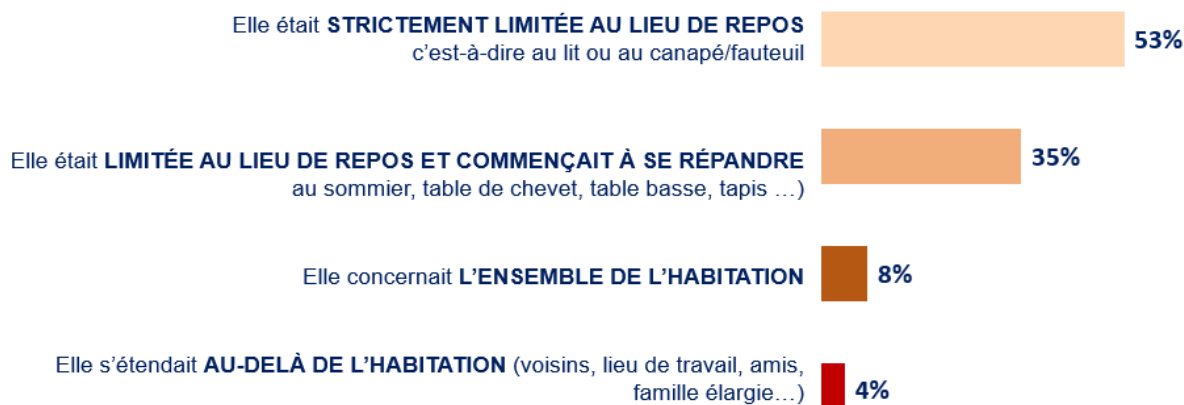 Elle était STRICTEMENT LIMITÉE AU LIEU DE REPOS
c’est-à-dire au lit ou au canapé/fauteuil
53%
Elle était LIMITÉE AU LIEU DE REPOS ET COMMENÇAIT À SE RÉPANDRE
au sommier, table de chevet, table basse, tapis …)
35%
Elle concernait L’ENSEMBLE DE L’HABITATION
8%
Elle s’étendait AU-DELÀ DE L’HABITATION (voisins, lieu de travail, amis,
famille élargie…)
4%